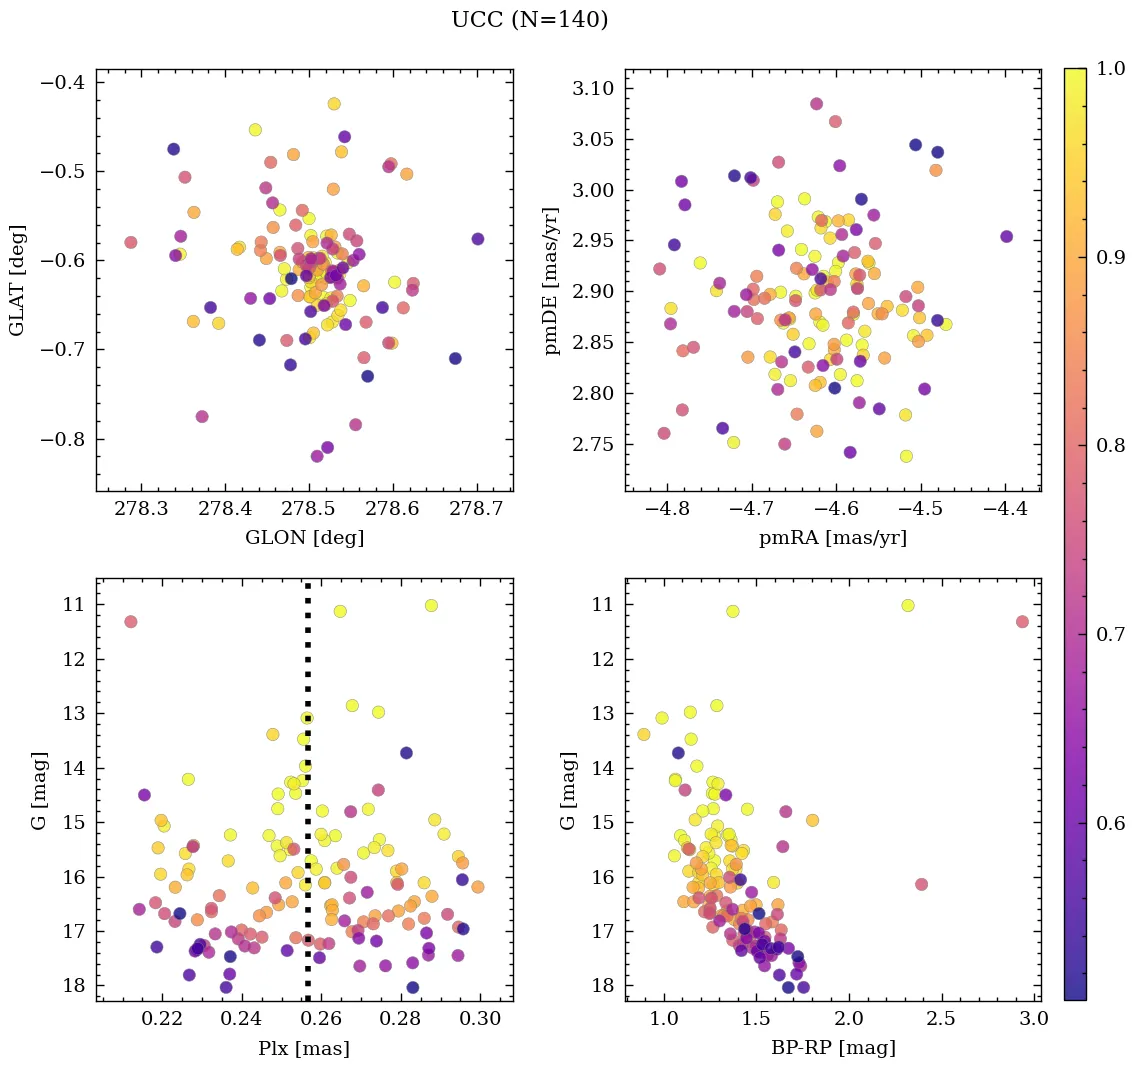 UCC (N=140)
−0.4
−0.5
−0.6
−0.7
−0.8
GLAT [deg]
278.3 278.4 278.5 278.6 278.7
GLON [deg]
3.10
3.05
3.00
2.95
2.90
2.85
2.80
2.75
pmDE [mas/yr]
−4.8 −4.7 −4.6 −4.5 −4.4
pmRA [mas/yr]
1.0
0.9
0.8
0.7
0.6
11
12
13
14
15
16
17
18
G [mag]
0.22 0.24 0.26 0.28 0.30
Plx [mas]
11
12
13
14
15
16
17
18
G [mag]
1.0 1.5 2.0 2.5 3.0
BP-RP [mag]